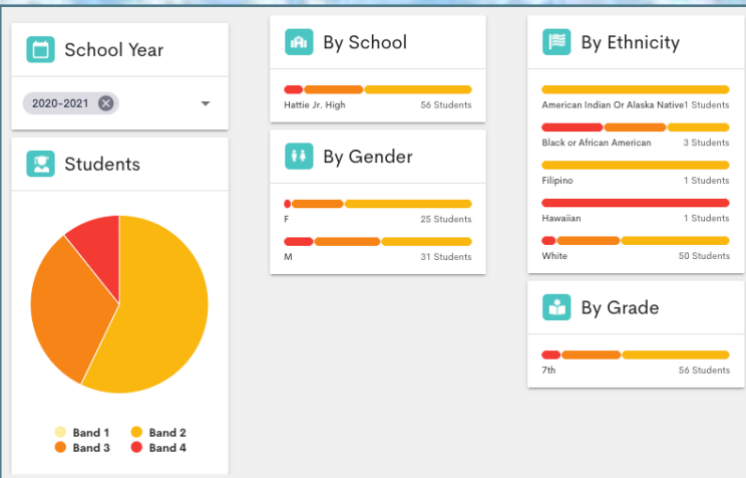 School Year
2020-2021
Students
Band 1
Band 2
Band 3
Band 4
By School
Hattie Jr. High
56 Students
By Gender
F
25 Students
M
31 Students
By Ethnicity
American Indian Or Alaska Native
1 Students
Black or African American
3 Students
Filipino
1 Students
Hawaiian
1 Students
White
50 Students
By Grade
7th
56 Students